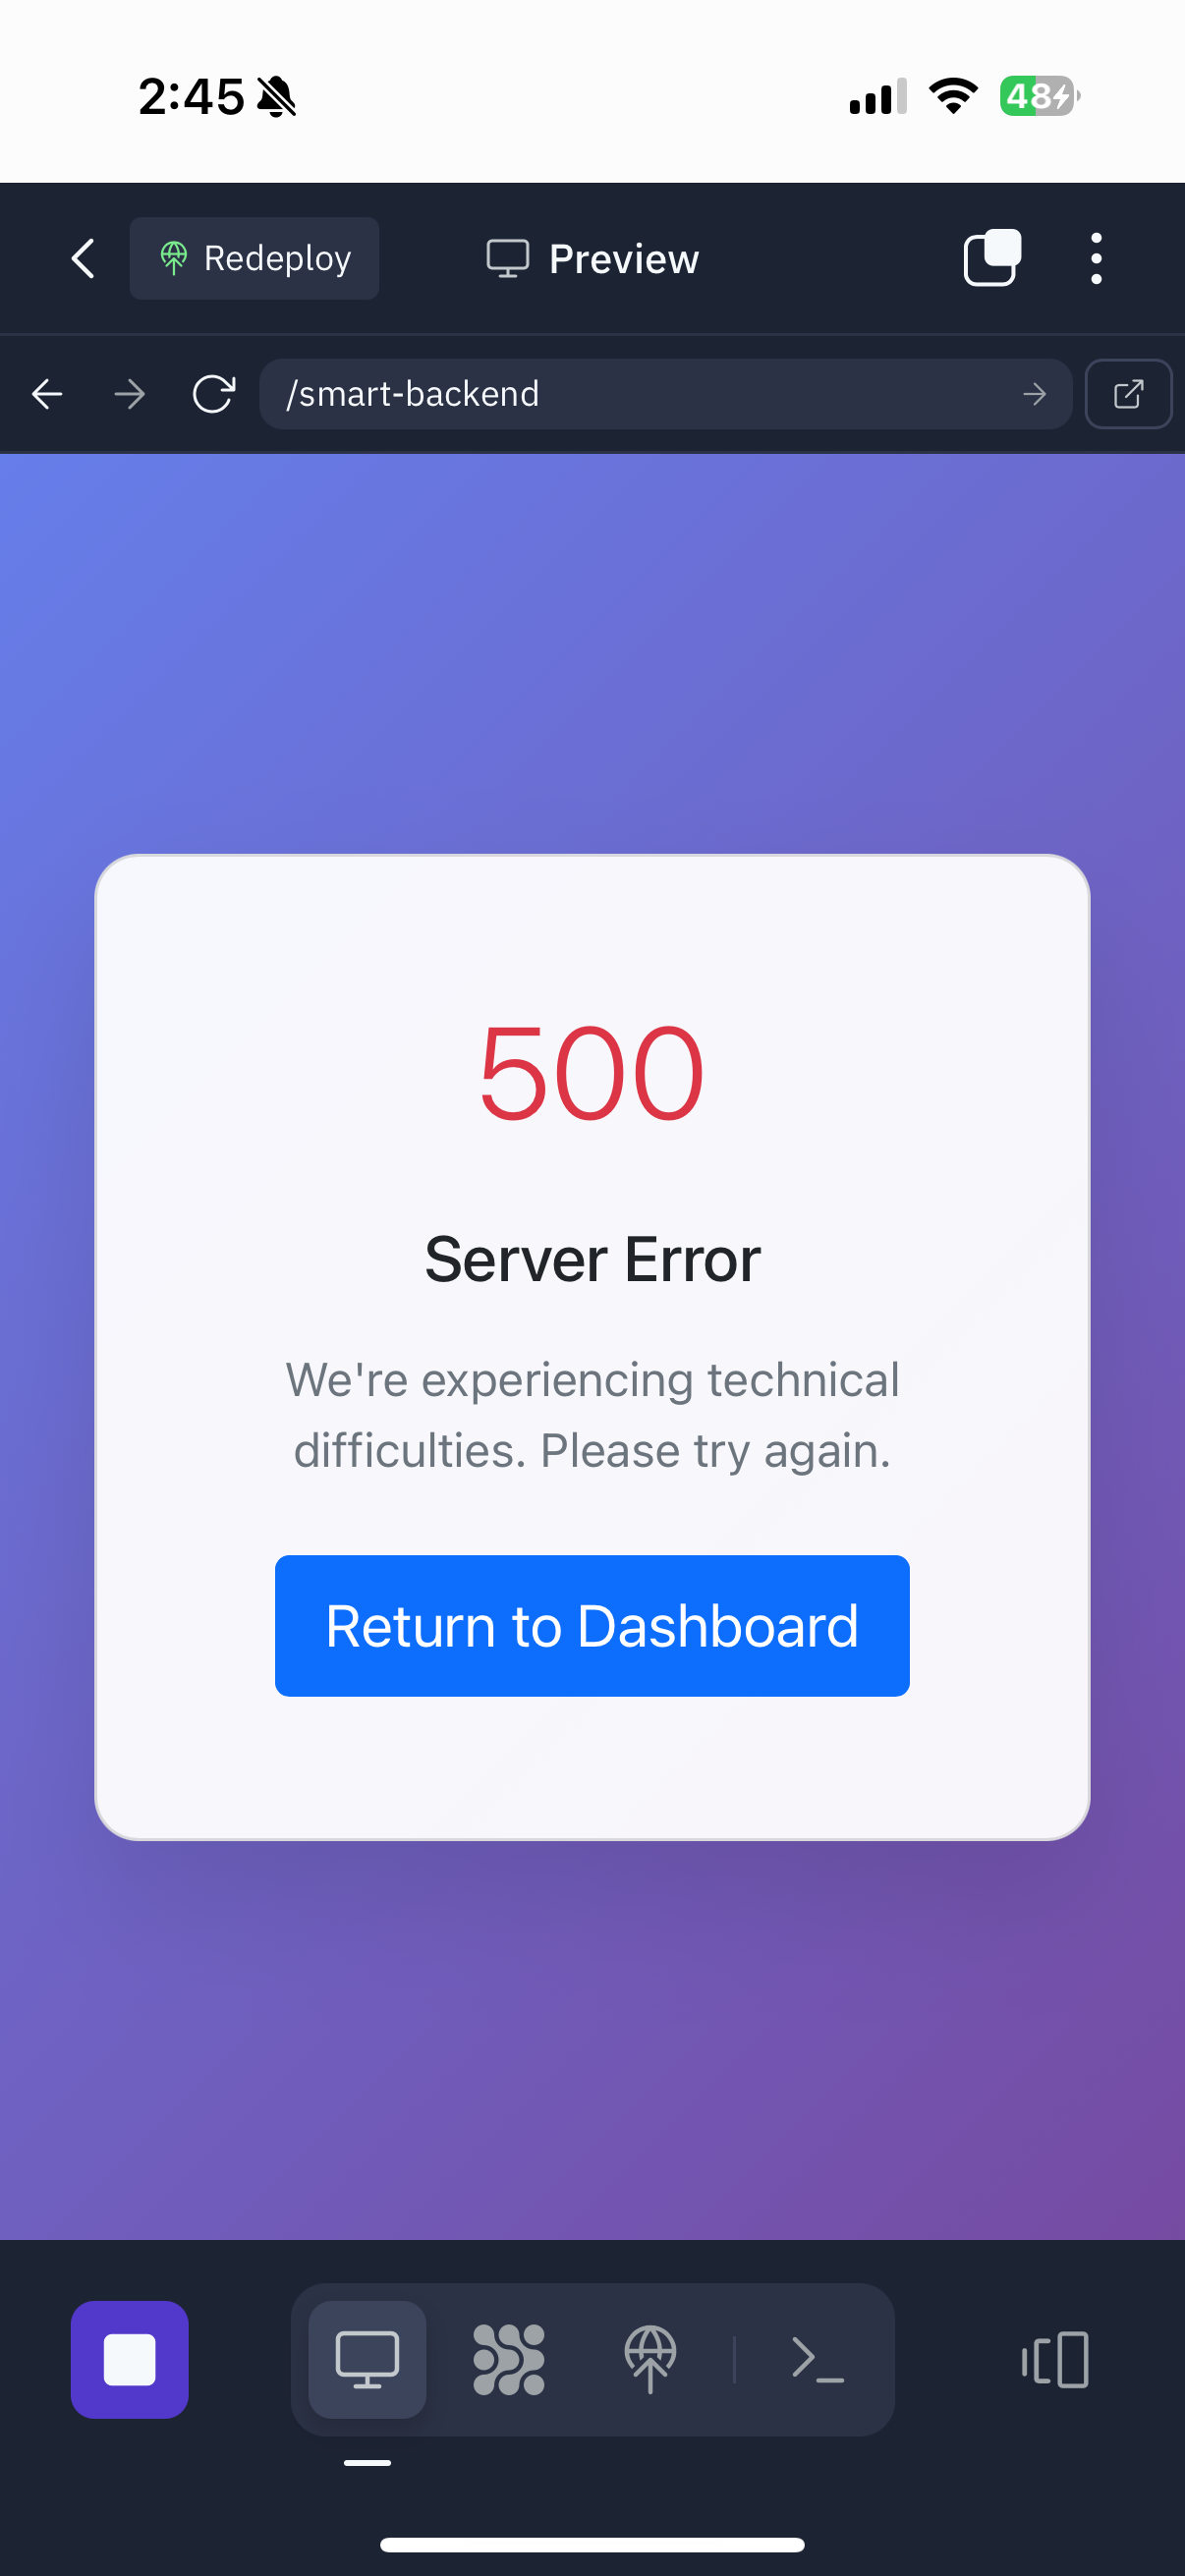 2:45
48
Redeploy
Preview
/smart-backend
500
Server Error
We're experiencing technical
difficulties. Please try again.
Return to Dashboard